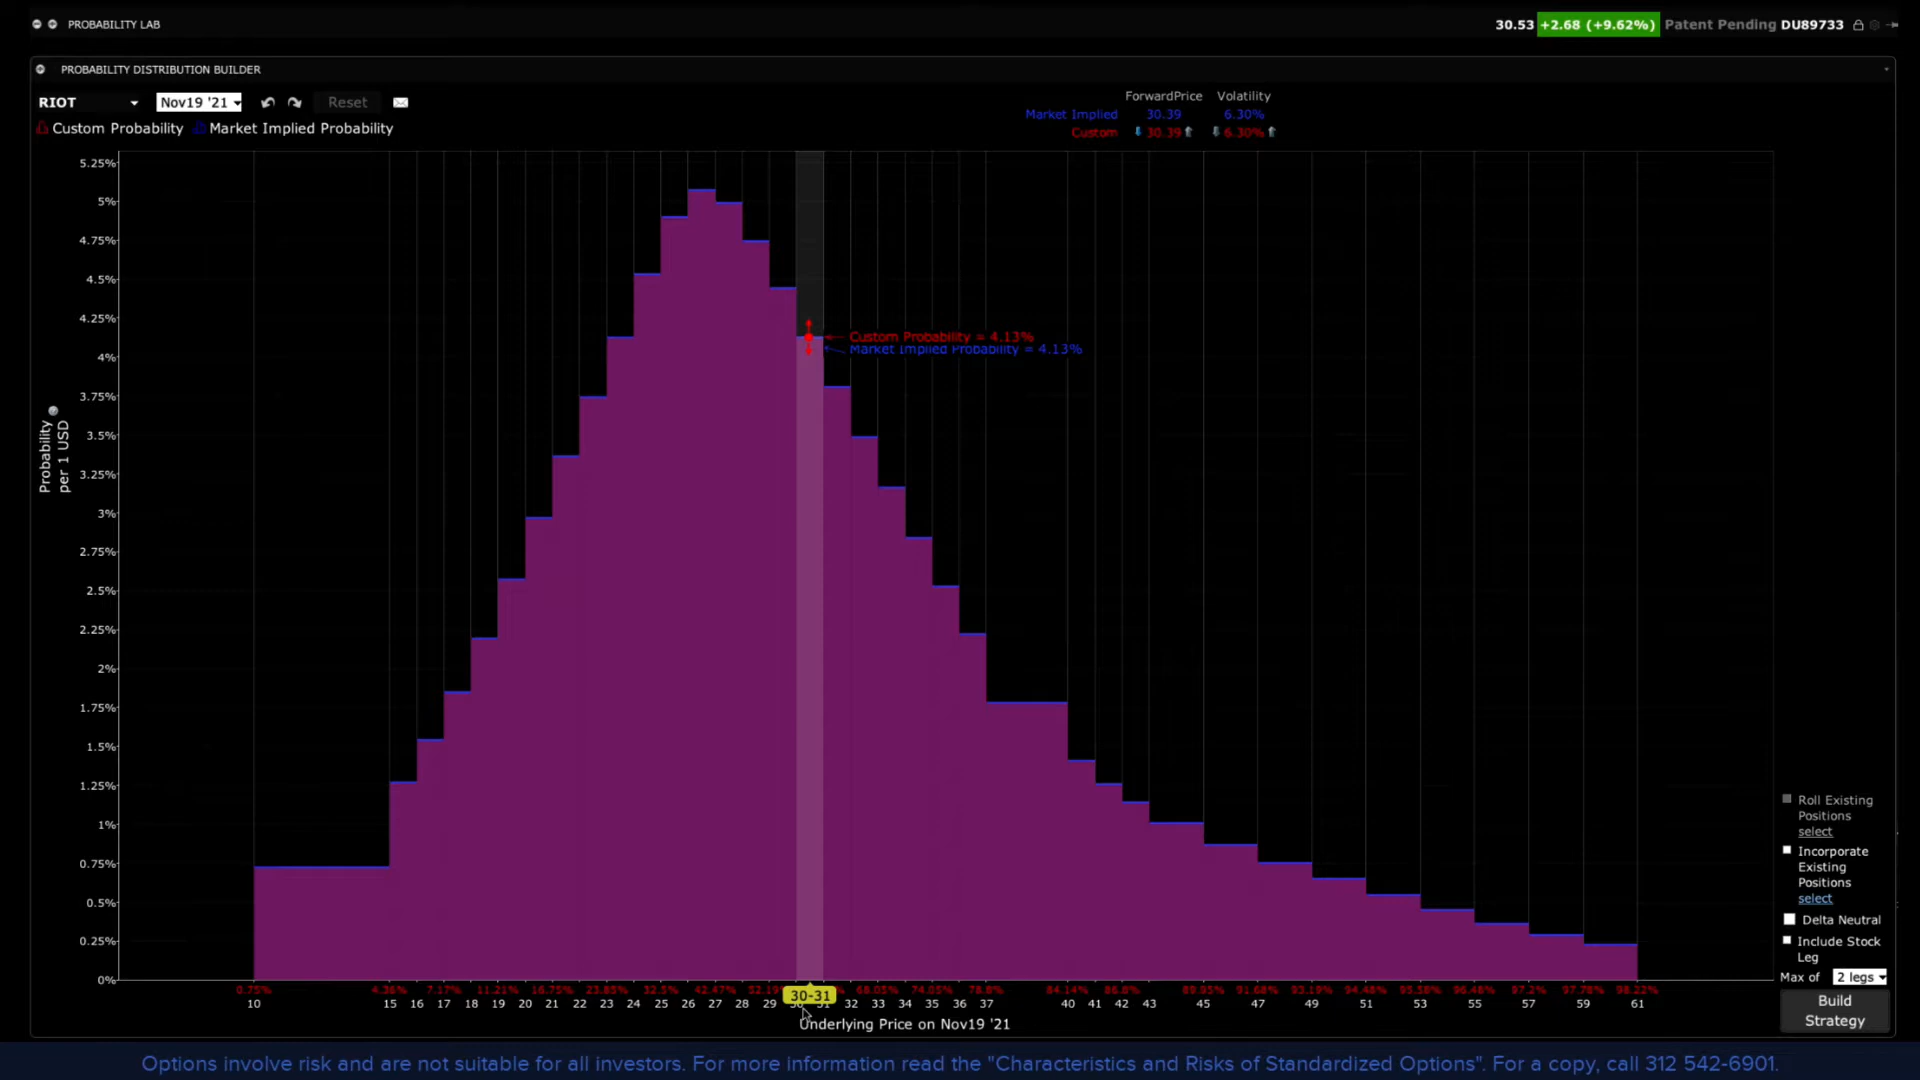 PROBABILITY LAB
30.53 +2.68 (+9.62%) Patent Pending DU89733
PROBABILITY DISTRIBUTION BUILDER
RIOT Nov19 '21 Reset
ForwardPrice Volatility
Market Implied 30.39 6.30%
Custom 30.39 6.30%
Custom Probability Market Implied Probability
5.25%
5%
4.75%
4.5%
4.25%
4%
3.75%
3.5%
3.25%
3%
2.75%
2.5%
2.25%
2%
1.75%
1.5%
1.25%
1%
0.75%
0.5%
0.25%
0%
Probability
per 1 USD
Custom Probability = 4.13%
Market Implied Probability = 4.13%
Roll Existing
Positions
select
Incorporate
Existing
Positions
select
Delta Neutral
Include Stock
Leg
Max of 2 legs
Build
Strategy
0.75% 4.36% 7.17% 11.21% 16.75% 23.85% 32.5% 42.47% 52.19% 68.05% 74.05% 78.8% 84.14% 86.8% 89.95% 91.68% 93.19% 94.48% 95.58% 96.48% 97.2% 97.78% 98.22%
30-31
10 15 16 17 18 19 20 21 22 23 24 25 26 27 28 29 30 31 32 33 34 35 36 37 40 41 42 43 45 47 49 51 53 55 57 59 61
Underlying Price on Nov19 '21
Options involve risk and are not suitable for all investors. For more information read the "Characteristics and Risks of Standardized Options". For a copy, call 312 542-6901.